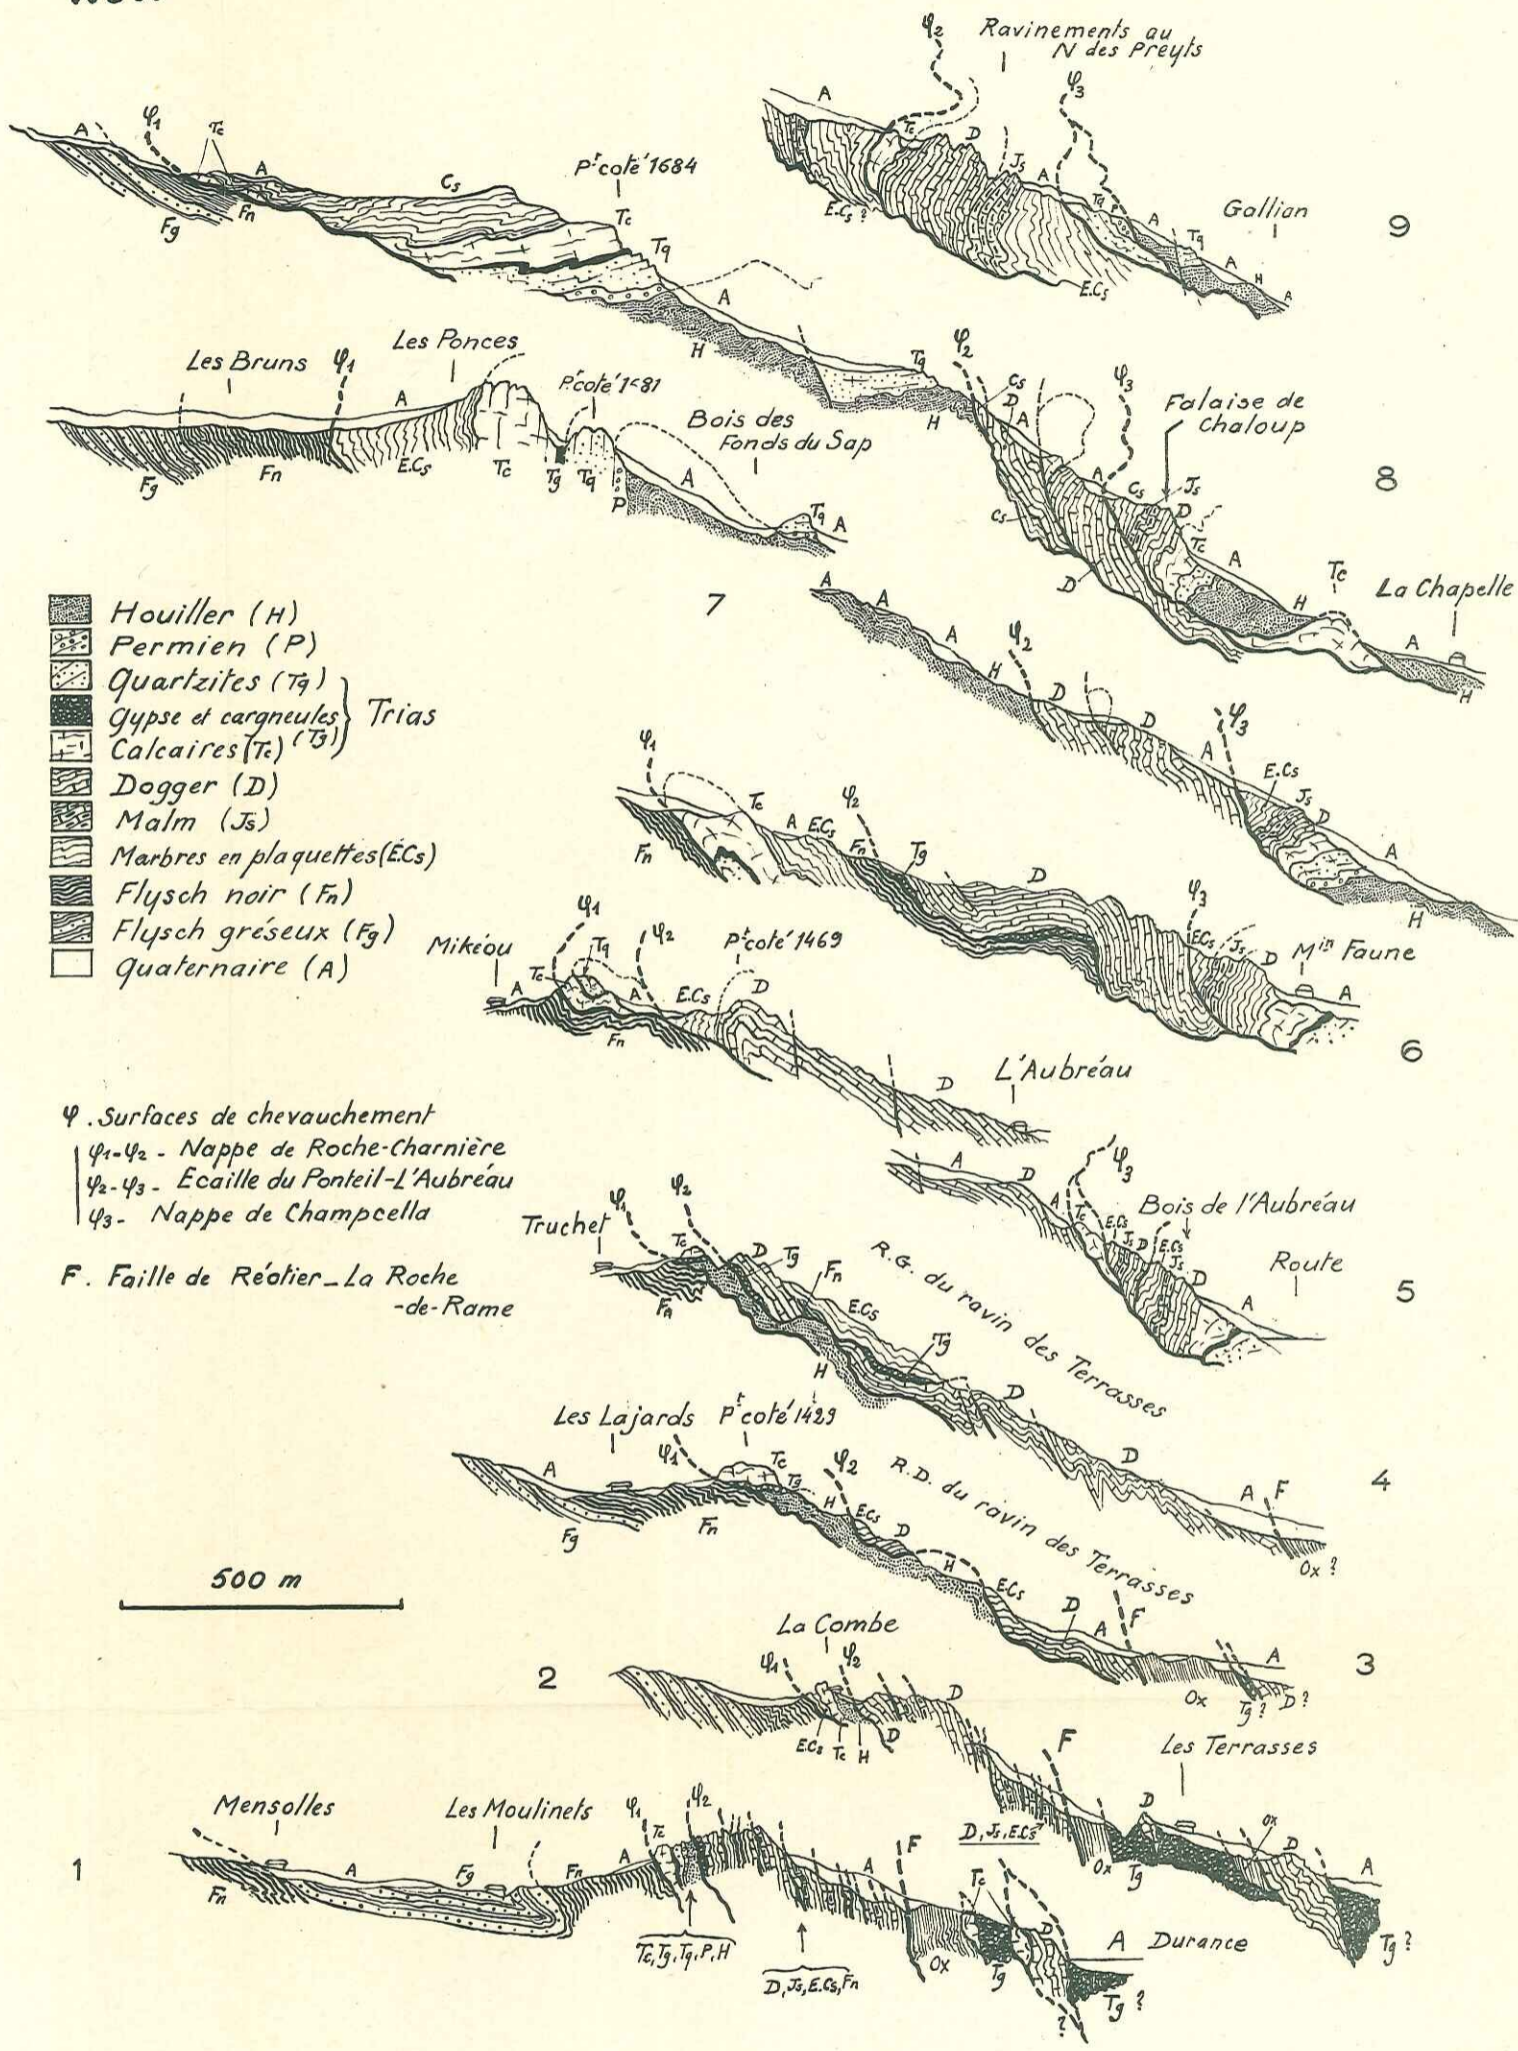 φ2
Ravinements au
N des Preyts
φ3
A
Tc
D
Js
A
Tq
P
A
Tq
A
H
A
E.Cs ?
E.Cs
Gallian
9
A
φ1
Tc
A
Cs
Pt coté 1684
Tc
Tq
Fg
Fn
A
H
Tq
H
φ2
Cs
D
A
φ3
Falaise de
Chaloup
A
Cs
Js
D
Tc
A
Cs
D
H
Tc
La Chapelle
A
H
8
Les Bruns
φ1
Les Ponces
A
Pt coté 1481
Bois des
Fonds du Sap
A
Fg
Fn
E.Cs
Tc
Tg
Tq
P
Tq
A
7
A
A
A
H
φ2
D
D
A
φ3
E.Cs
Js
D
A
H
Houiller (H)
Permien (P)
Quartzites (Tq)
Gypse et cargneules (Tg)
Calcaires (Tc)
Trias
Dogger (D)
Malm (Js)
Marbres en plaquettes (E.Cs)
Flysch noir (Fn)
Flysch gréseux (Fg)
Quaternaire (A)
φ1
Tc
A
E.Cs
φ2
Fn
Tg
D
φ3
E.Cs
Js
D
Min Faune
A
Fn
6
Mikéou
φ1
Tq
φ2
Pt coté 1469
A
Tc
A
E.Cs
D
Fn
D
L'Aubréau
φ . Surfaces de chevauchement
φ1-φ2 - Nappe de Roche-Charnière
φ2-φ3 - Ecaille du Ponteil-L'Aubréau
φ3 - Nappe de Champcella
F. Faille de Réotier_La Roche
-de-Rame
A
D
φ3
A
Tc
E.Cs
Js
D
E.Cs
Js
D
Bois de l'Aubréau
Route
A
5
Truchet
φ1
φ2
Tc
D
Tg
Fn
E.Cs
Tg
H
D
D
A
F
Ox ?
R.G. du ravin des Terrasses
4
Les Lajards
Pt coté 1429
A
φ1
Tc
Tg
H
φ2
E.Cs
D
R.D. du ravin des Terrasses
Fg
Fn
H
E.Cs
D
A
F
A
Ox
Tg ?
D ?
3
500 m
2
La Combe
φ1
φ2
D
E.Cs
Tc
H
D
F
Les Terrasses
D
Ox
D
A
D, Js, E.Cs
Ox
Tg
Tg ?
1
Mensolles
Les Moulinets
φ1
φ2
Fn
A
Fg
Fn
A
Tc
A
F
Tc
D
Tc, Tg, Tq, P, H
D, Js, E.Cs, Fn
Ox
Tg
A Durance
Tg ?
?